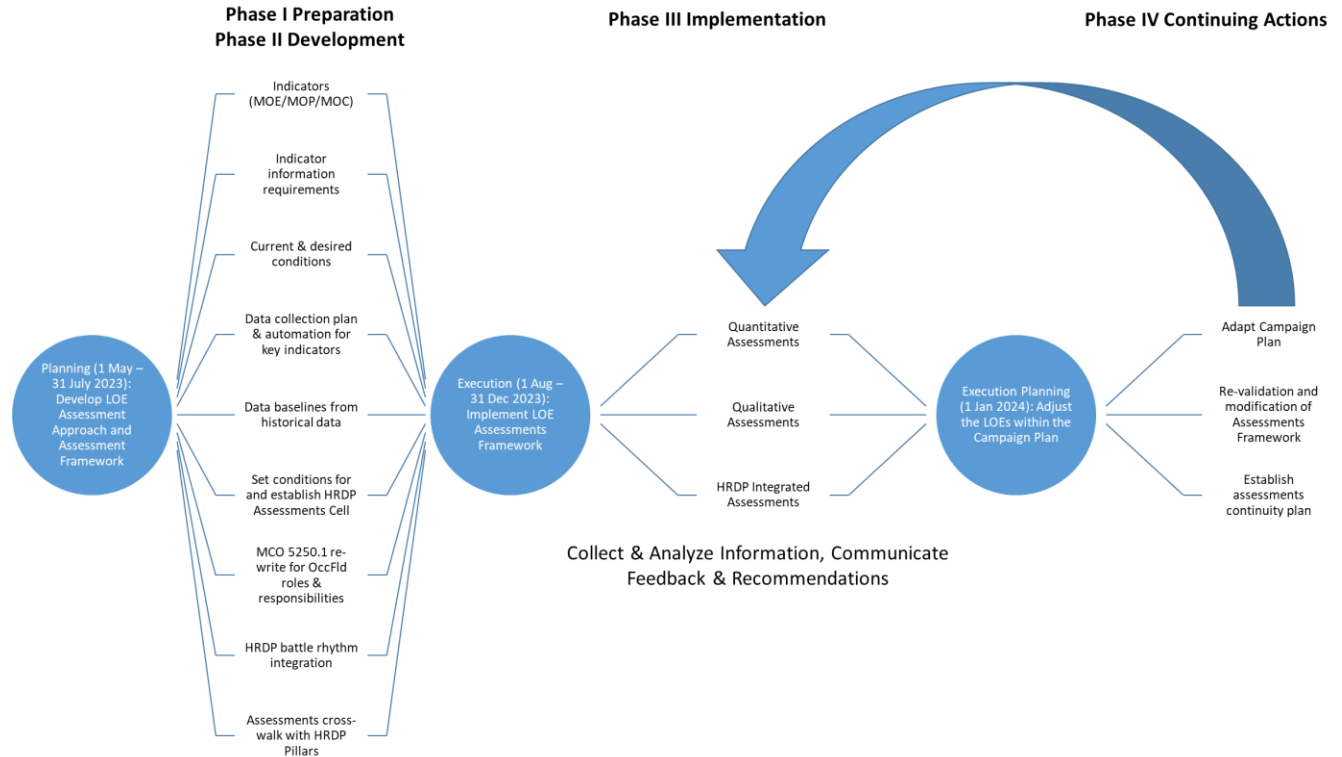 Phase I Preparation
Phase II Development
Phase III Implementation
Phase IV Continuing Actions
Planning (1 May –
31 July 2023):
Develop LOE
Assessment
Approach and
Assessment
Framework
Indicators
(MOE/MOP/MOC)
Indicator
information
requirements
Current & desired
conditions
Data collection plan
& automation for
key indicators
Data baselines from
historical data
Set conditions for
and establish HRDP
Assessments Cell
MCO 5250.1 re-
write for OccFld
roles &
responsibilities
HRDP battle rhythm
integration
Assessments cross-
walk with HRDP
Pillars
Execution (1 Aug –
31 Dec 2023):
Implement LOE
Assessments
Framework
Quantitative
Assessments
Qualitative
Assessments
HRDP Integrated
Assessments
Collect & Analyze Information, Communicate
Feedback & Recommendations
Execution Planning
(1 Jan 2024): Adjust
the LOEs within the
Campaign Plan
Adapt Campaign
Plan
Re-validation and
modification of
Assessments
Framework
Establish
assessments
continuity plan